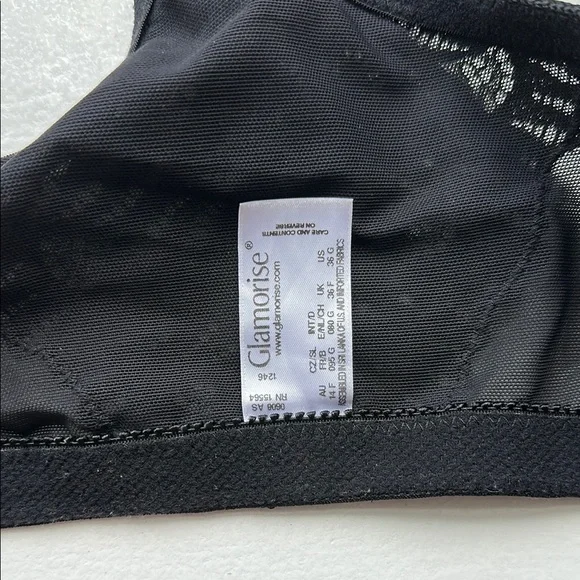 CARE AND CONTENTS
ON REVERSE
Glamorise®
www.glamorise.com
1246
RN 15564
0606 AS
AU FR/B CZ/SL E/NL/CH INT/D UK US
14 F 095 G 080 G 36 F 36 G
ASSEMBLED IN SRI LANKA OF U.S. AND IMPORTED FABRICS